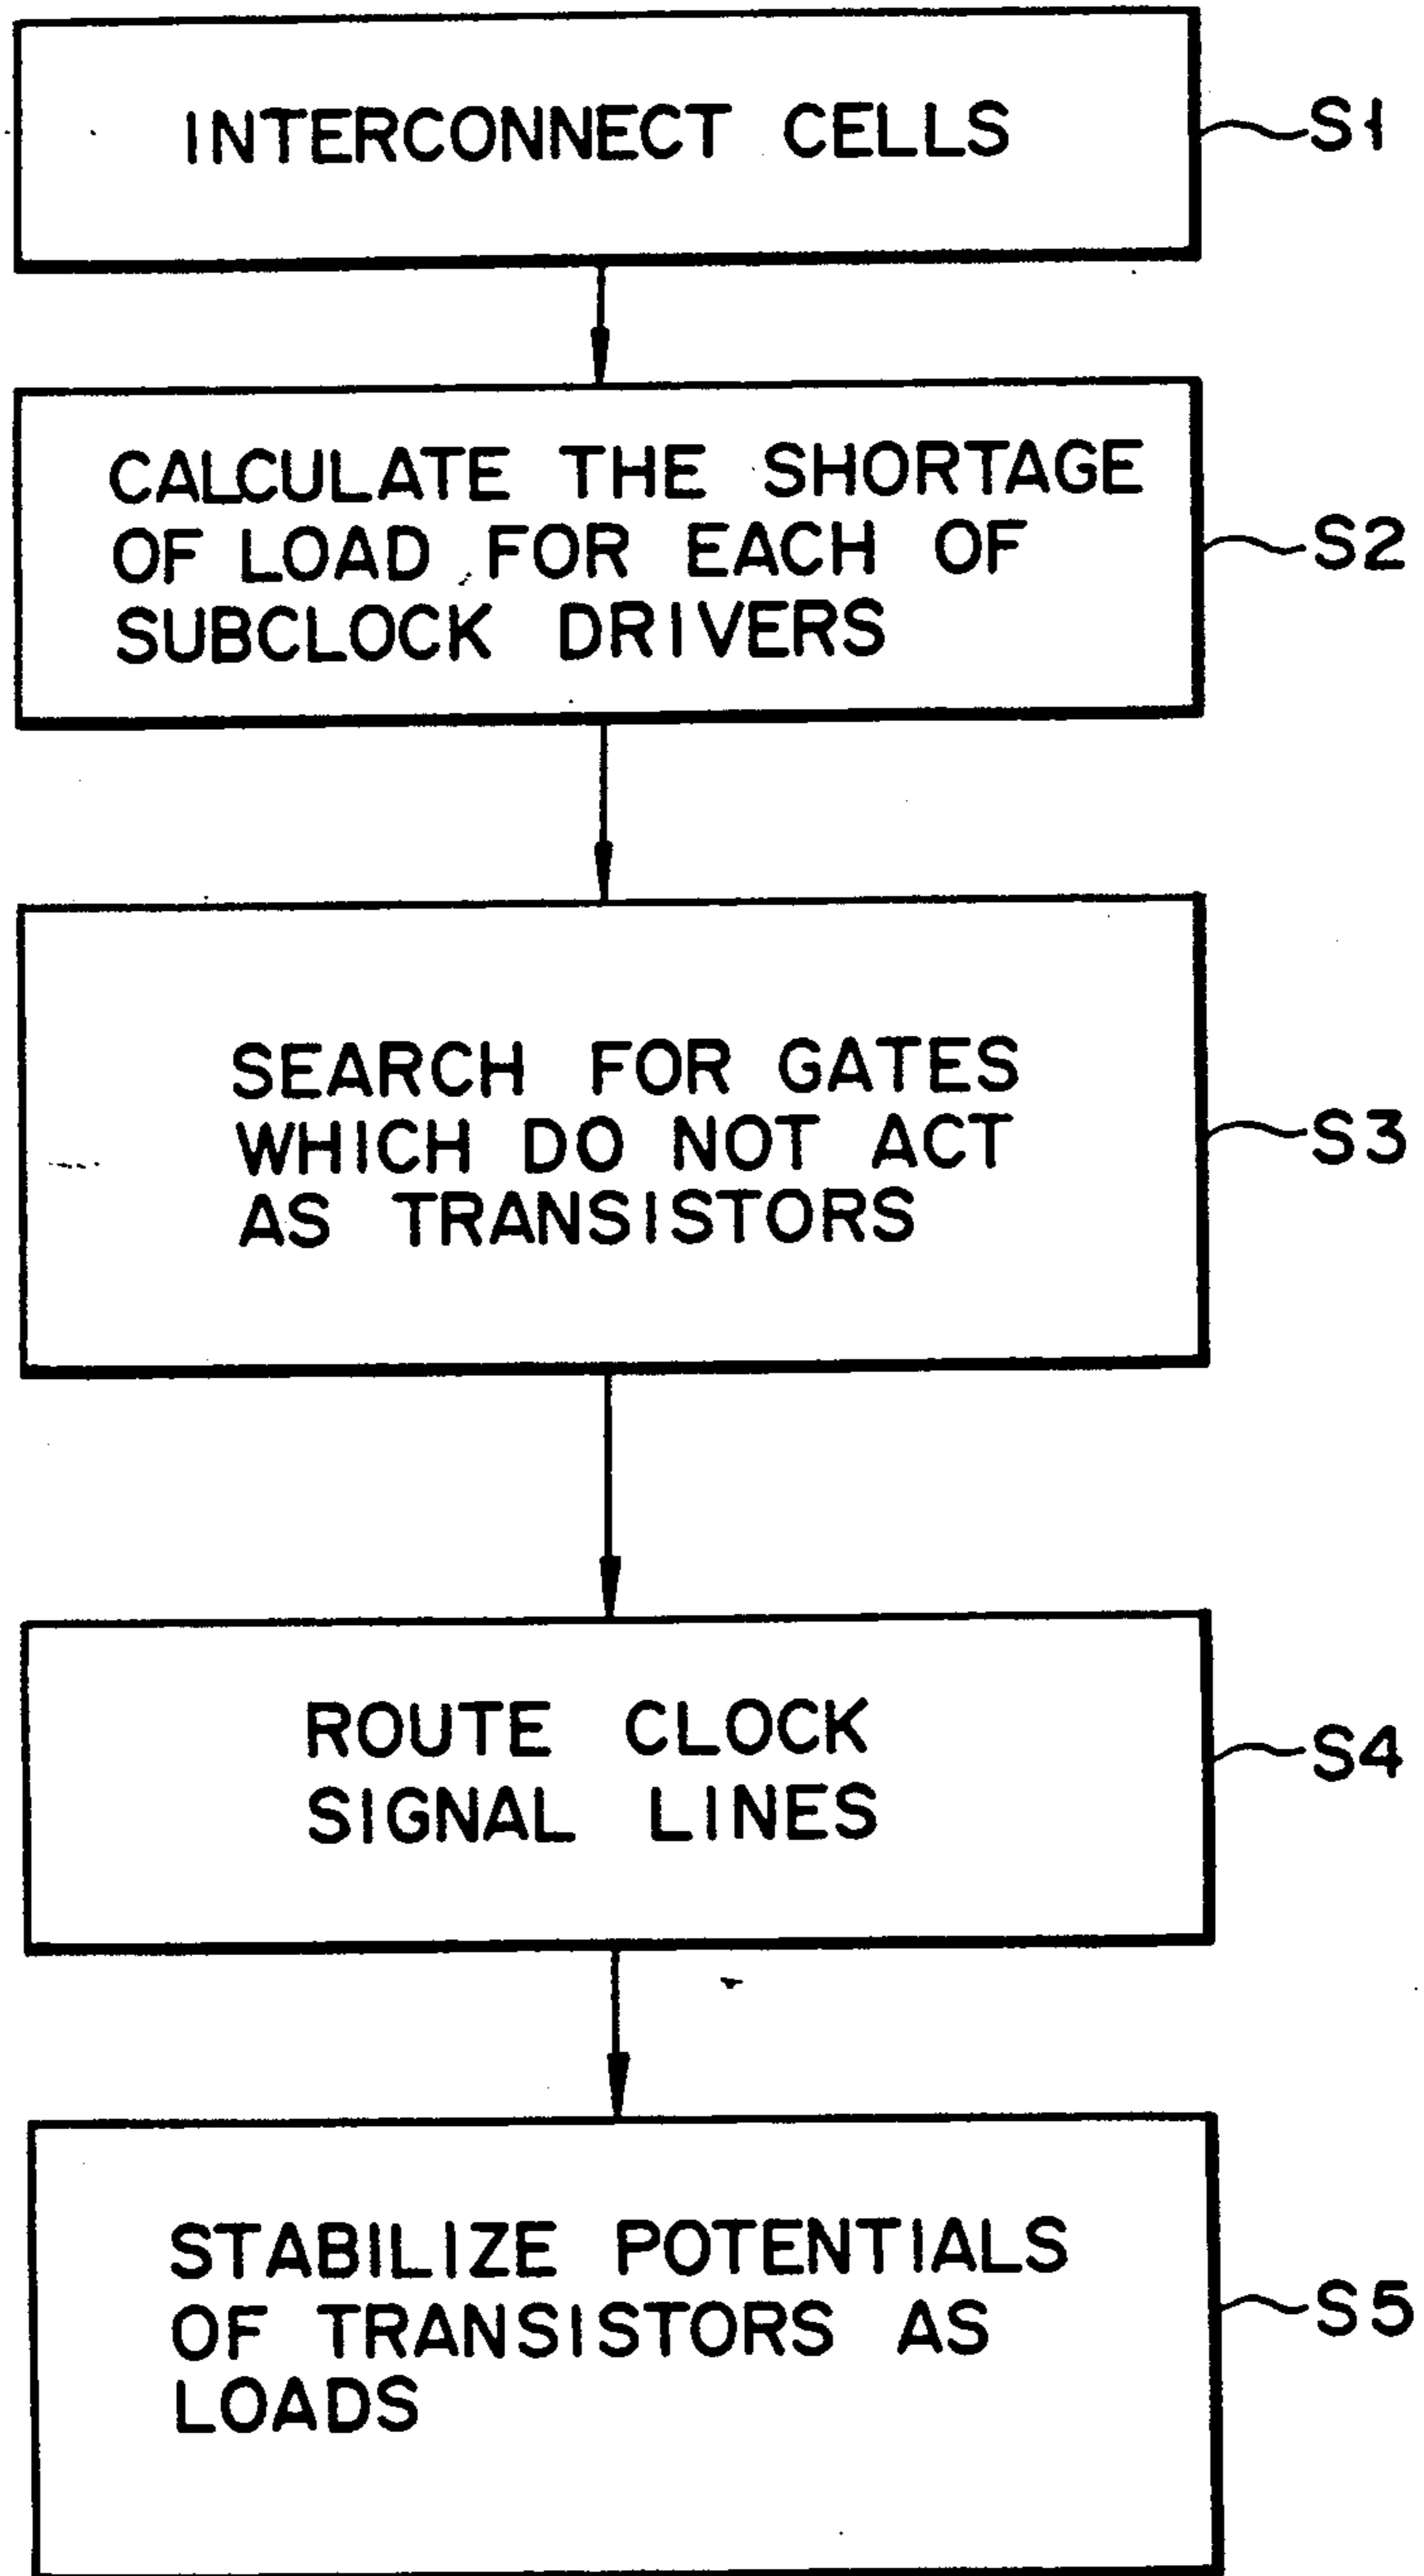 INTERCONNECT CELLS
S1
CALCULATE THE SHORTAGE
OF LOAD FOR EACH OF
SUBCLOCK DRIVERS
S2
SEARCH FOR GATES
WHICH DO NOT ACT
AS TRANSISTORS
S3
ROUTE CLOCK
SIGNAL LINES
S4
STABILIZE POTENTIALS
OF TRANSISTORS AS
LOADS
S5